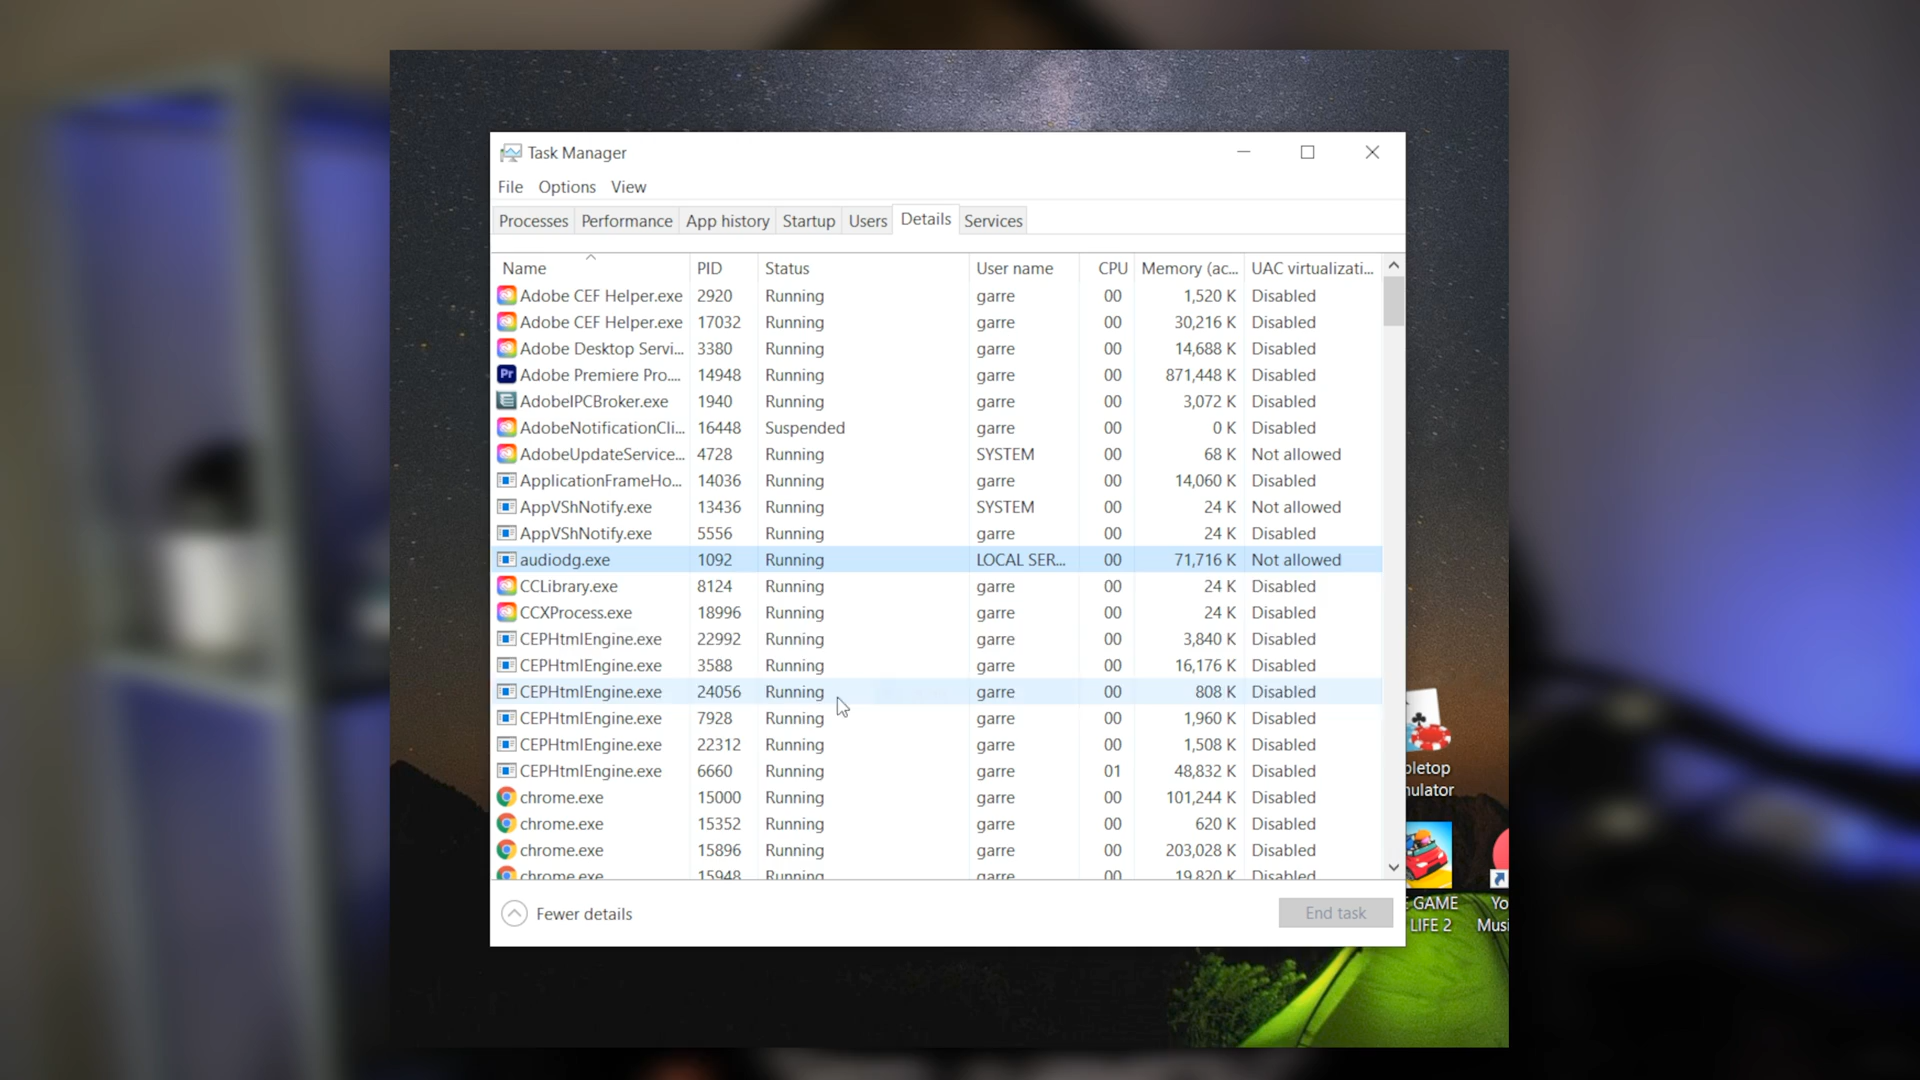 Task Manager
File Options View
Processes Performance App history Startup Users Details Services
Name PID Status User name CPU Memory (ac... UAC virtualizati...
Adobe CEF Helper.exe 2920 Running garre 00 1,520 K Disabled
Adobe CEF Helper.exe 17032 Running garre 00 30,216 K Disabled
Adobe Desktop Servi... 3380 Running garre 00 14,688 K Disabled
Pr Adobe Premiere Pro.... 14948 Running garre 00 871,448 K Disabled
AdobeIPCBroker.exe 1940 Running garre 00 3,072 K Disabled
AdobeNotificationCli... 16448 Suspended garre 00 0 K Disabled
AdobeUpdateService... 4728 Running SYSTEM 00 68 K Not allowed
ApplicationFrameHo... 14036 Running garre 00 14,060 K Disabled
AppVShNotify.exe 13436 Running SYSTEM 00 24 K Not allowed
AppVShNotify.exe 5556 Running garre 00 24 K Disabled
audiodg.exe 1092 Running LOCAL SER... 00 71,716 K Not allowed
CCLibrary.exe 8124 Running garre 00 24 K Disabled
CCXProcess.exe 18996 Running garre 00 24 K Disabled
CEPHtmlEngine.exe 22992 Running garre 00 3,840 K Disabled
CEPHtmlEngine.exe 3588 Running garre 00 16,176 K Disabled
CEPHtmlEngine.exe 24056 Running garre 00 808 K Disabled
CEPHtmlEngine.exe 7928 Running garre 00 1,960 K Disabled
CEPHtmlEngine.exe 22312 Running garre 00 1,508 K Disabled
CEPHtmlEngine.exe 6660 Running garre 01 48,832 K Disabled
chrome.exe 15000 Running garre 00 101,244 K Disabled
chrome.exe 15352 Running garre 00 620 K Disabled
chrome.exe 15896 Running garre 00 203,028 K Disabled
chrome.exe 15948 Running garre 00 19,820 K Disabled
Fewer details End task
bletop
mulator
GAME
LIFE 2
Yo
Musi